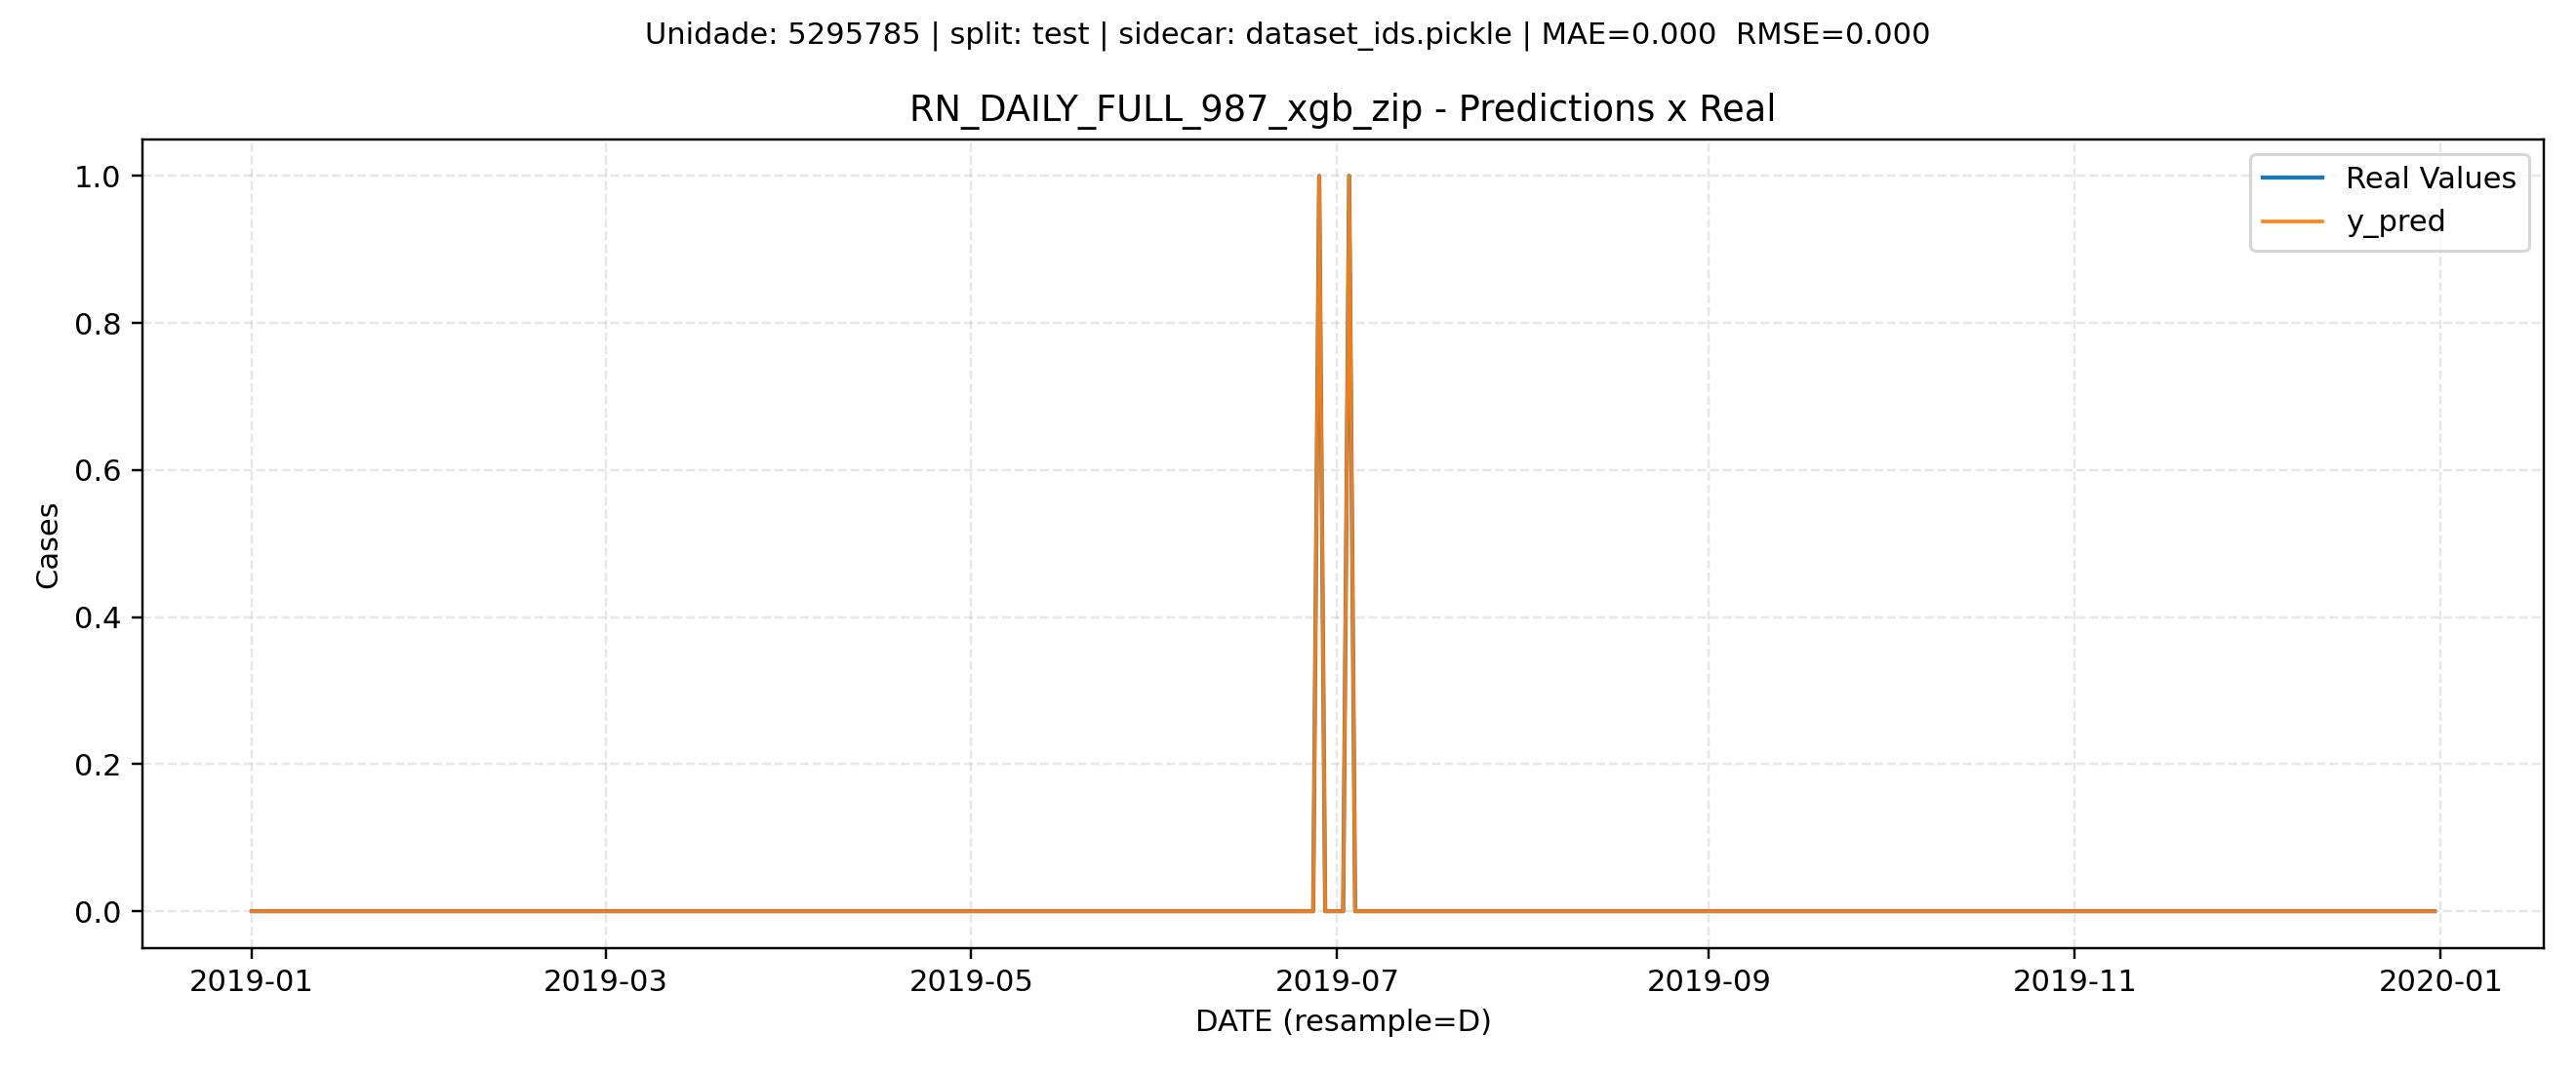 Unidade: 5295785 | split: test | sidecar: dataset_ids.pickle | MAE=0.000  RMSE=0.000
RN_DAILY_FULL_987_xgb_zip - Predictions x Real
Real Values
y_pred
1.0
0.8
0.6
0.4
0.2
0.0
Cases
2019-01 2019-03 2019-05 2019-07 2019-09 2019-11 2020-01
DATE (resample=D)